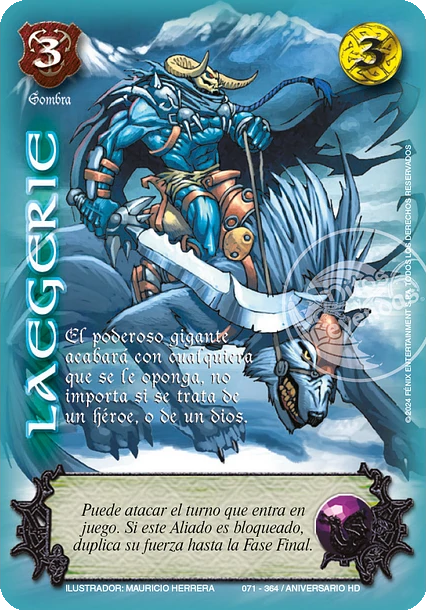 3
3
Sombra
LAEGERIC
El poderoso gigante
acabará con cualquiera
que se le oponga, no
importa si se trata de
un héroe, o de un dios.
© 2024 FÉNIX ENTERTAINMENT S.P.A. TODOS LOS DERECHOS RESERVADOS
Puede atacar el turno que entra en
juego. Si este Aliado es bloqueado,
duplica su fuerza hasta la Fase Final.
ILUSTRADOR: MAURICIO HERRERA 071 - 364 / ANIVERSARIO HD